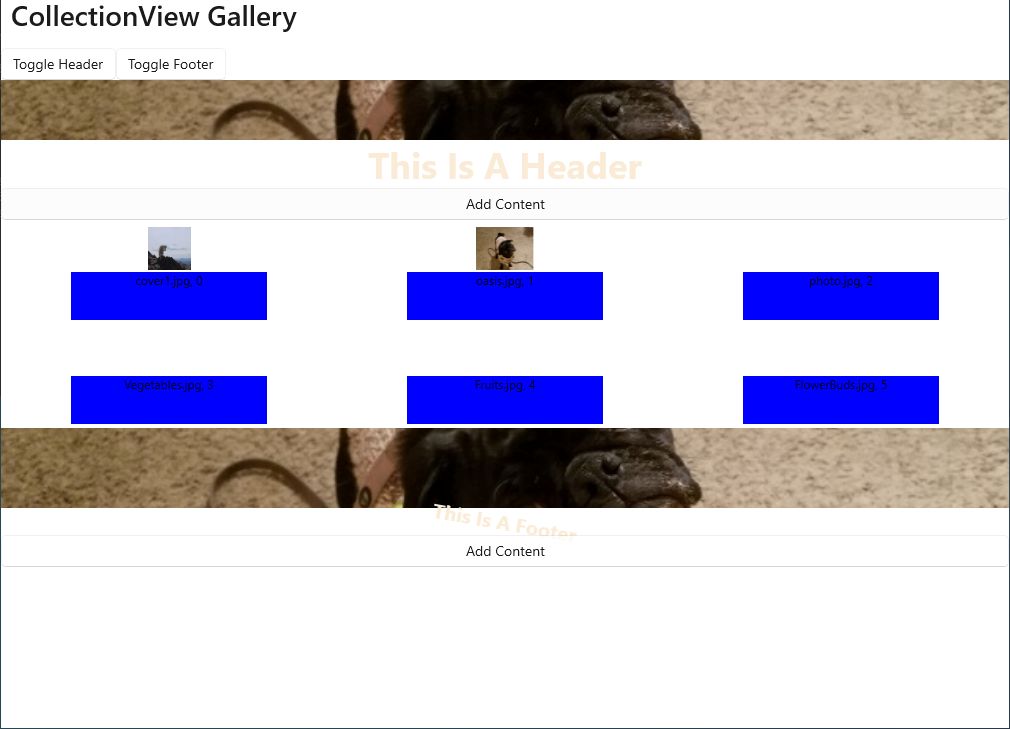 CollectionView Gallery
Toggle Header Toggle Footer
This Is A Header
Add Content
cover1.jpg, 0 oasis.jpg, 1 photo.jpg, 2
Vegetables.jpg, 3 Fruits.jpg, 4 FlowerBuds.jpg, 5
This Is A Footer
Add Content